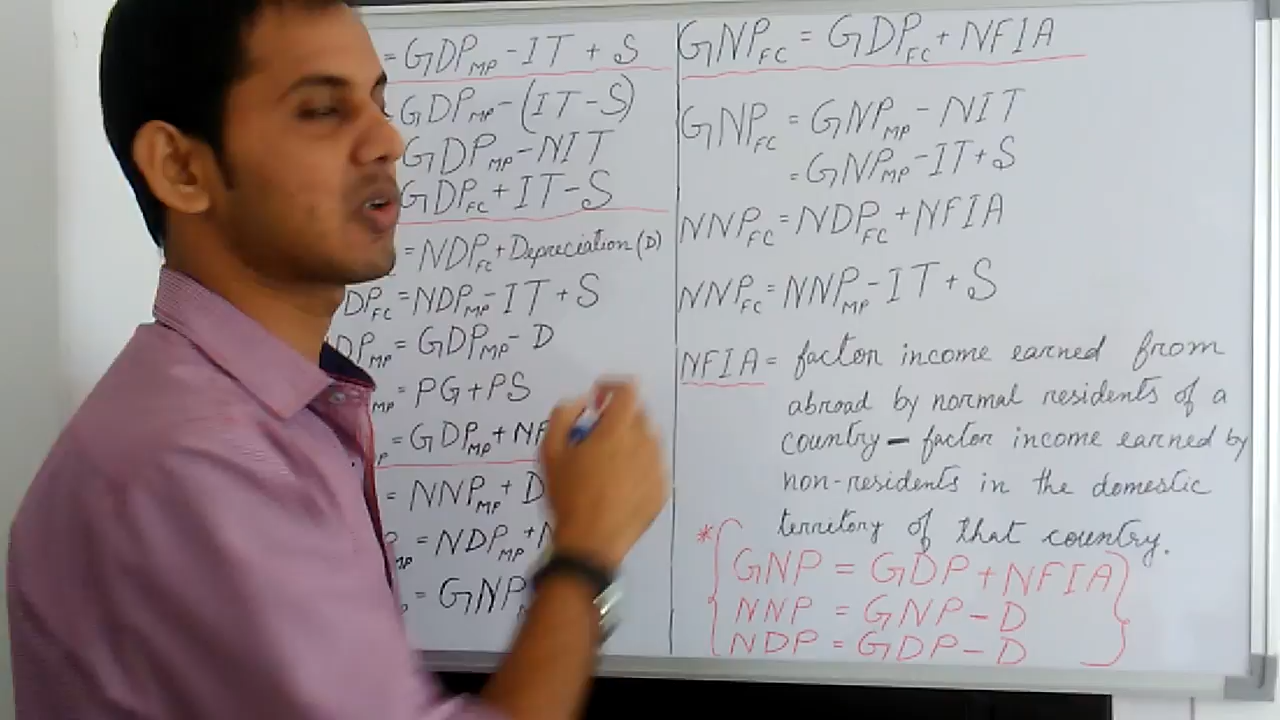 = GDP_MP - IT + S
= GDP_MP - (IT - S)
GDP_MP - NIT
GDP_FC + IT - S
= NDP_FC + Depreciation (D)
DP_FC = NDP_MP - IT + S
DP_MP = GDP_MP - D
MP = PG + PS
P = GDP_MP + NF
= NNP_MP + D
MP = NDP_MP + N
P = GNP
GNP_FC = GDP_FC + NFIA
GNP_FC = GNP_MP - NIT
= GNP_MP - IT + S
NNP_FC = NDP_FC + NFIA
NNP_FC = NNP_MP - IT + S
NFIA = factor income earned from
abroad by normal residents of a
country - factor income earned by
non-residents in the domestic
territory of that country.
* { GNP = GDP + NFIA }
NNP = GNP - D
NDP = GDP - D